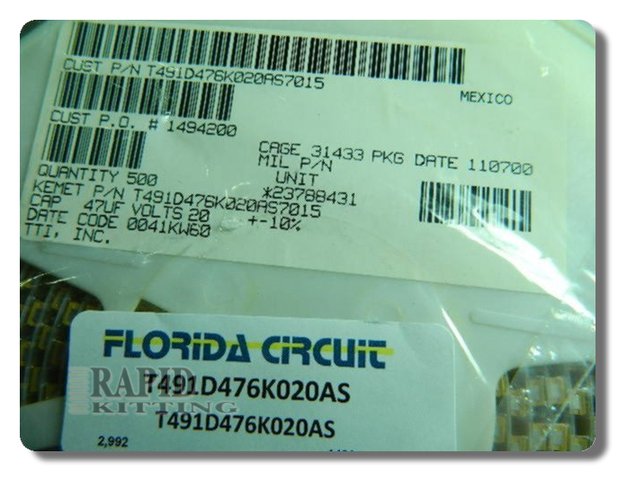 CUST P/N T491D476K020AS7015
MEXICO
CUST P.O. # 1494200
CAGE 31433 PKG DATE 110700
MIL P/N
QUANTITY 500 UNIT
KEMET P/N T491D476K020AS7015 *23788431
CAP 47UF VOLTS 20 +-10%
DATE CODE 0041KW60
TTI, INC.
FLORIDA CIRCUIT
T491D476K020AS
RAPID
KITTING
T491D476K020AS
2,992